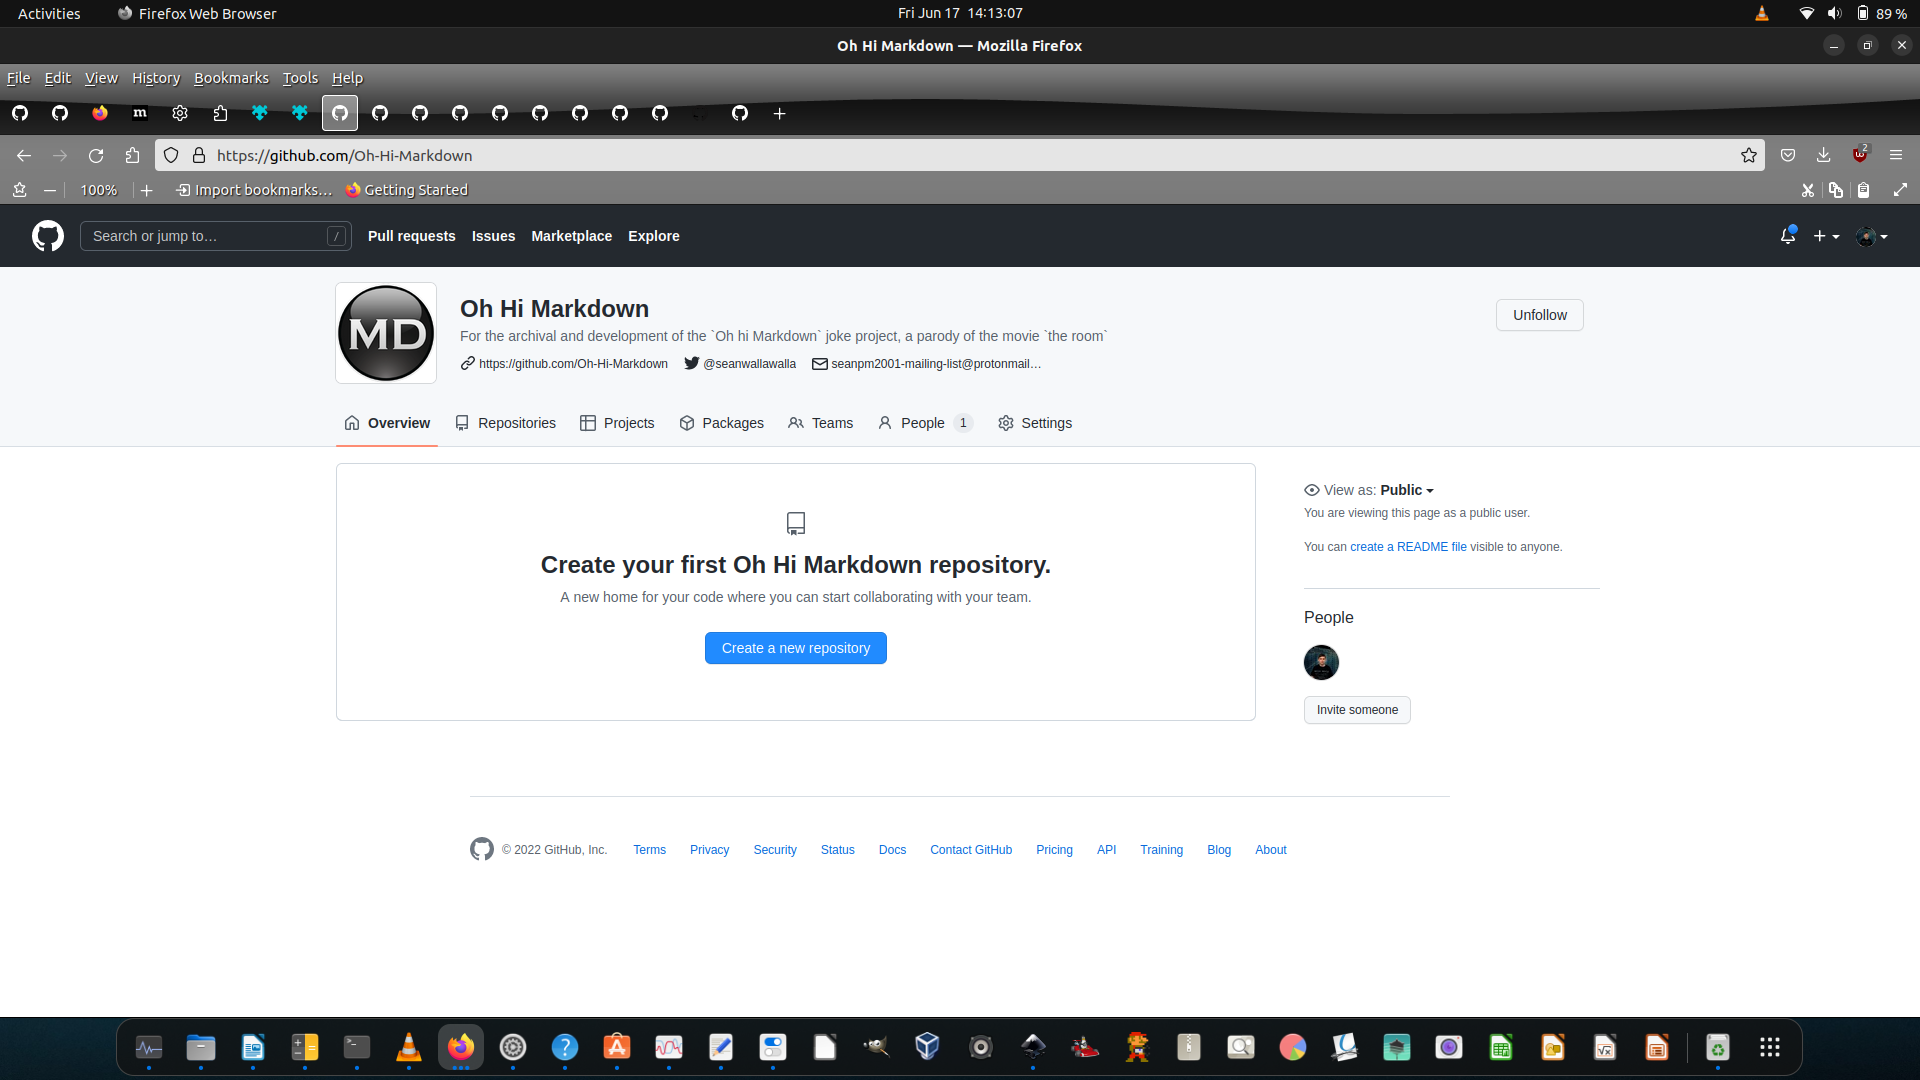 Activities Firefox Web Browser Fri Jun 17 14:13:07 89 %
Oh Hi Markdown — Mozilla Firefox
File Edit View History Bookmarks Tools Help
m
https://github.com/Oh-Hi-Markdown 2
100% Import bookmarks… Getting Started
Search or jump to… / Pull requests Issues Marketplace Explore
MD
Oh Hi Markdown
Unfollow
For the archival and development of the `Oh hi Markdown` joke project, a parody of the movie `the room`
https://github.com/Oh-Hi-Markdown @seanwallawalla seanpm2001-mailing-list@protonmail…
Overview Repositories Projects Packages Teams People 1 Settings
View as: Public
You are viewing this page as a public user.
You can create a README file visible to anyone.
Create your first Oh Hi Markdown repository.
A new home for your code where you can start collaborating with your team.
Create a new repository
People
Invite someone
© 2022 GitHub, Inc. Terms Privacy Security Status Docs Contact GitHub Pricing API Training Blog About